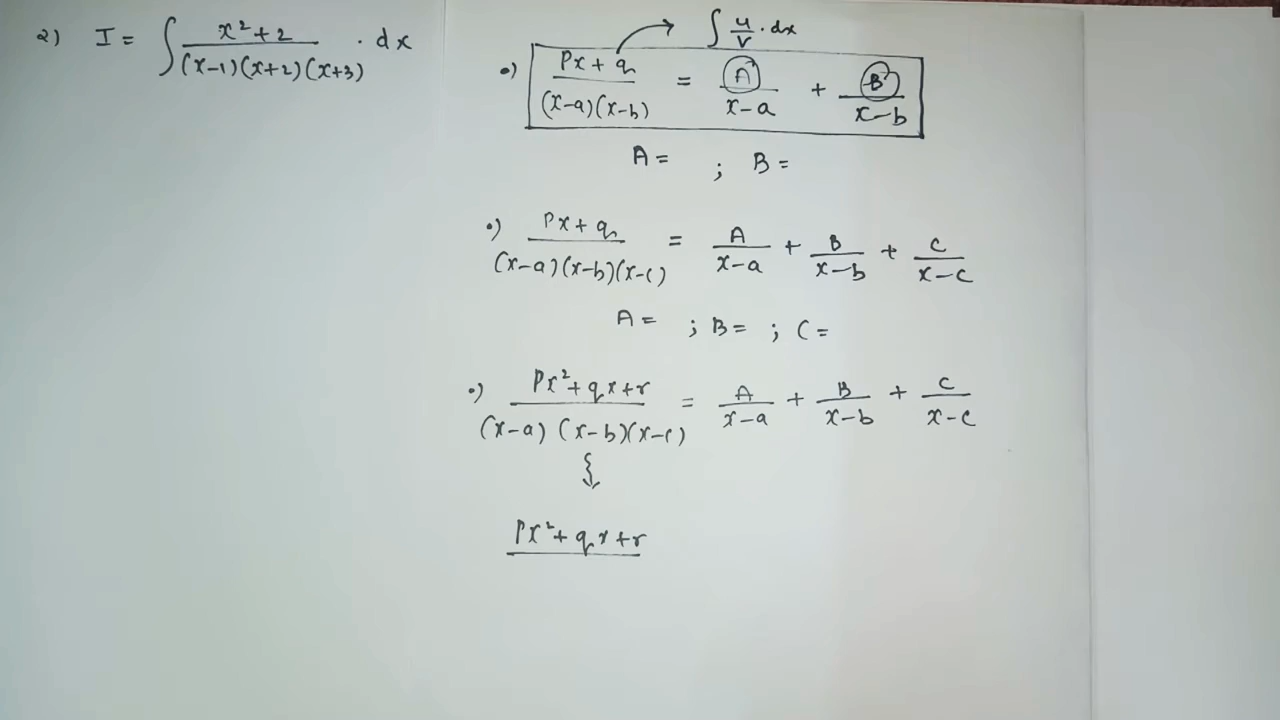 2) I = ∫ x²+2 / (x-1)(x+2)(x+3) . dx
∫ u/v . dx
•) Px + q / (x-a)(x-b) = A / x-a + B / x-b
A = ; B =
•) Px + q / (x-a)(x-b)(x-c) = A / x-a + B / x-b + C / x-c
A = ; B = ; C =
•) Px² + qx + r / (x-a)(x-b)(x-c) = A / x-a + B / x-b + C / x-c
Px² + qx + r